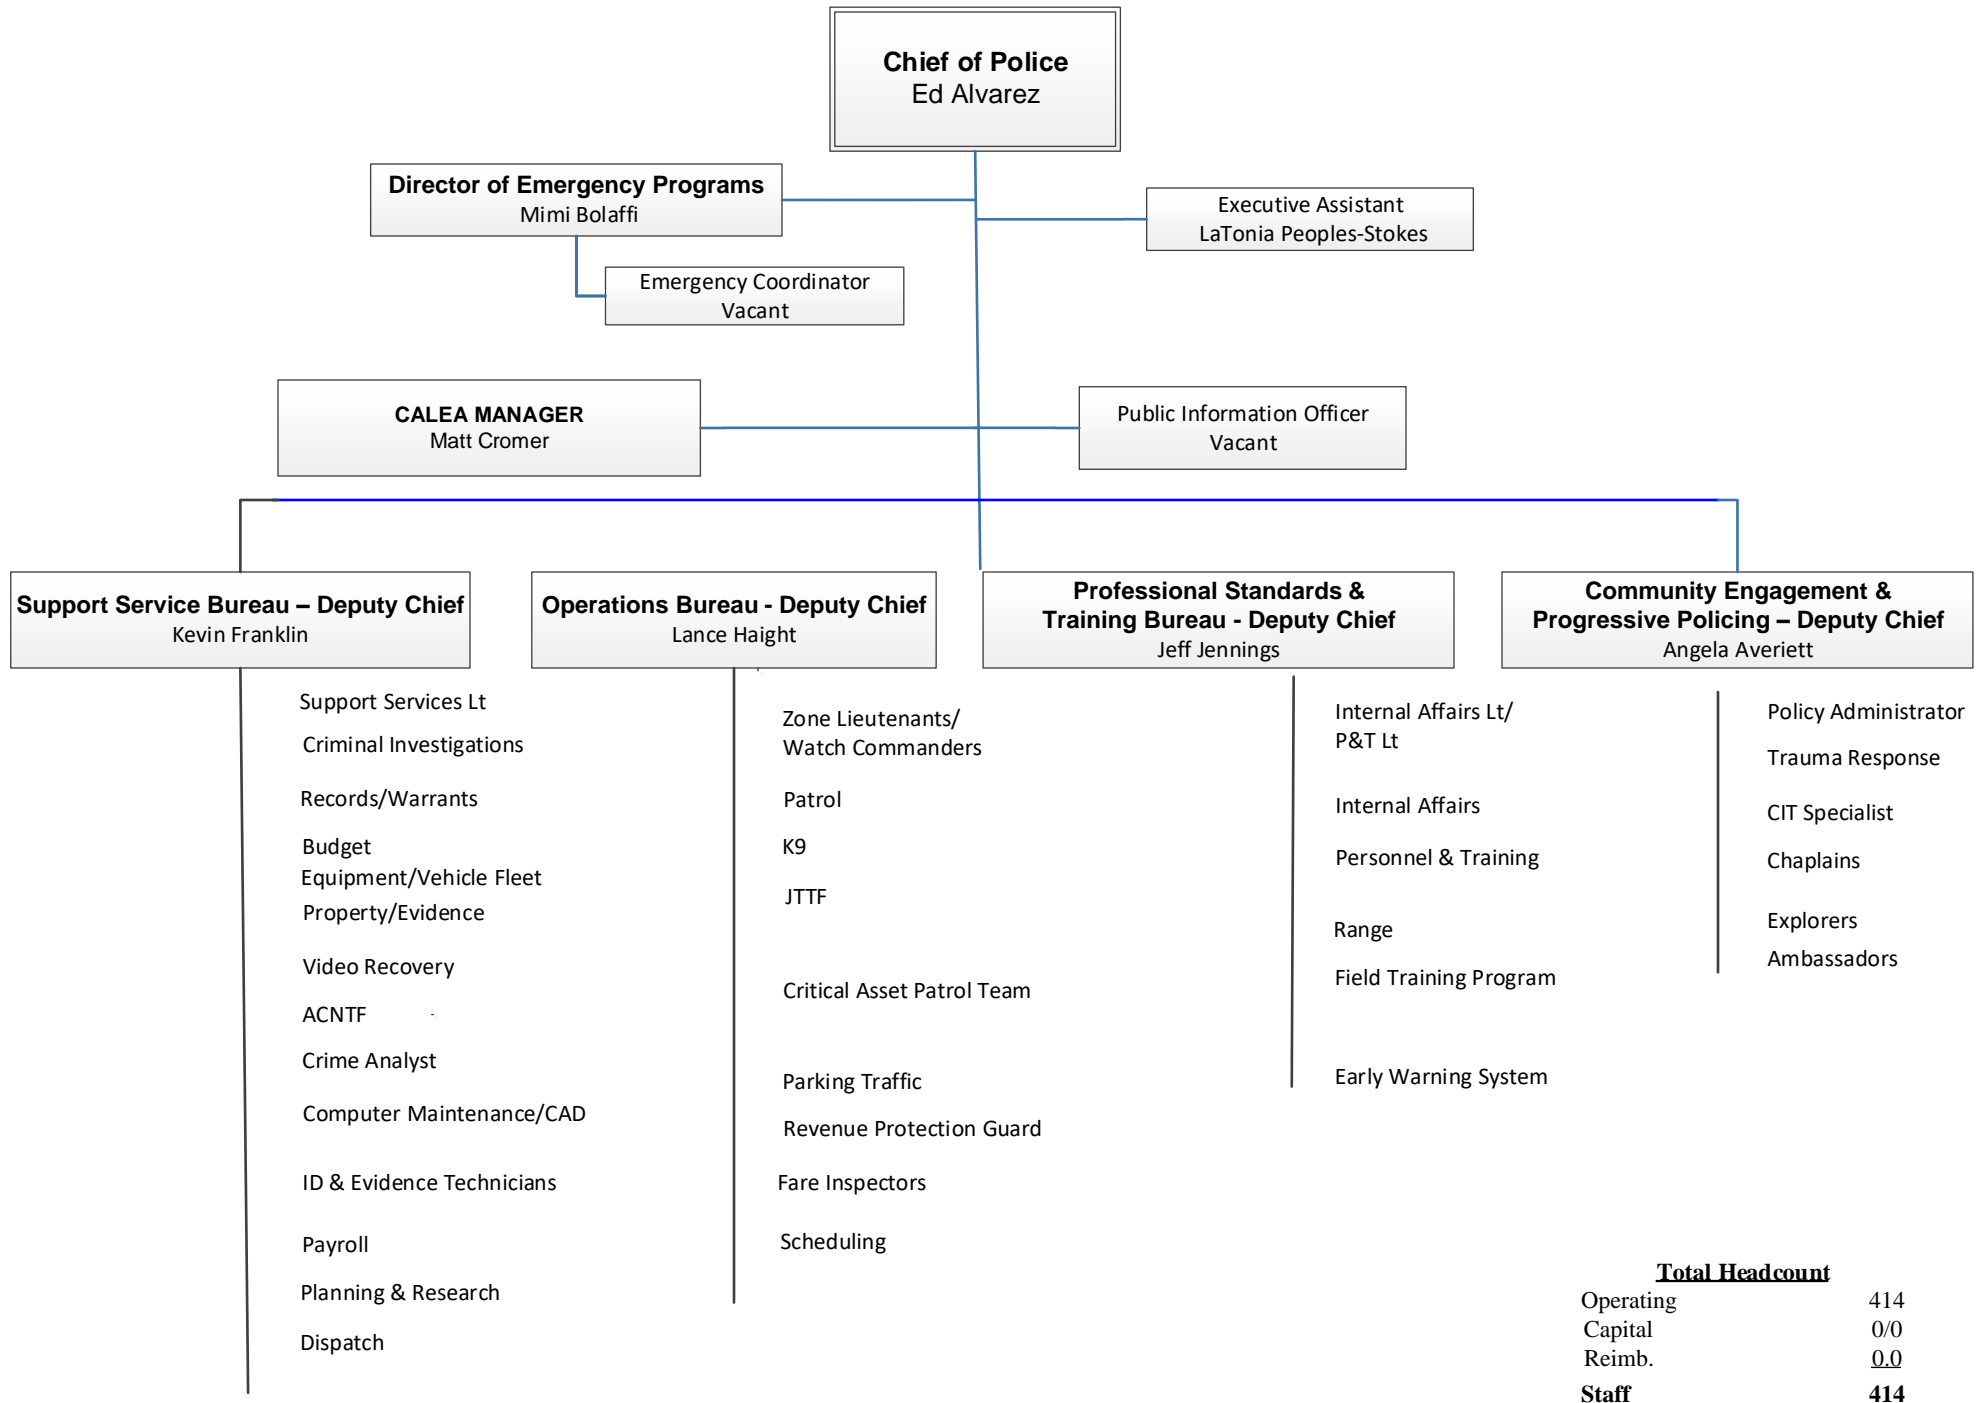 Chief of Police
Ed Alvarez
Director of Emergency Programs
Mimi Bolaffi
Executive Assistant
LaTonia Peoples-Stokes
Emergency Coordinator
Vacant
CALEA MANAGER
Matt Cromer
Public Information Officer
Vacant
Support Service Bureau – Deputy Chief
Kevin Franklin
Operations Bureau - Deputy Chief
Lance Haight
Professional Standards &
Training Bureau - Deputy Chief
Jeff Jennings
Community Engagement &
Progressive Policing – Deputy Chief
Angela Averiett
Support Services Lt
Criminal Investigations
Records/Warrants
Budget
Equipment/Vehicle Fleet
Property/Evidence
Video Recovery
ACNTF
Crime Analyst
Computer Maintenance/CAD
ID & Evidence Technicians
Payroll
Planning & Research
Dispatch
Zone Lieutenants/
Watch Commanders
Patrol
K9
JTTF
Critical Asset Patrol Team
Parking Traffic
Revenue Protection Guard
Fare Inspectors
Scheduling
Internal Affairs Lt/
P&T Lt
Internal Affairs
Personnel & Training
Range
Field Training Program
Early Warning System
Policy Administrator
Trauma Response
CIT Specialist
Chaplains
Explorers
Ambassadors
Total Headcount
Operating 414
Capital 0/0
Reimb. 0.0
Staff 414